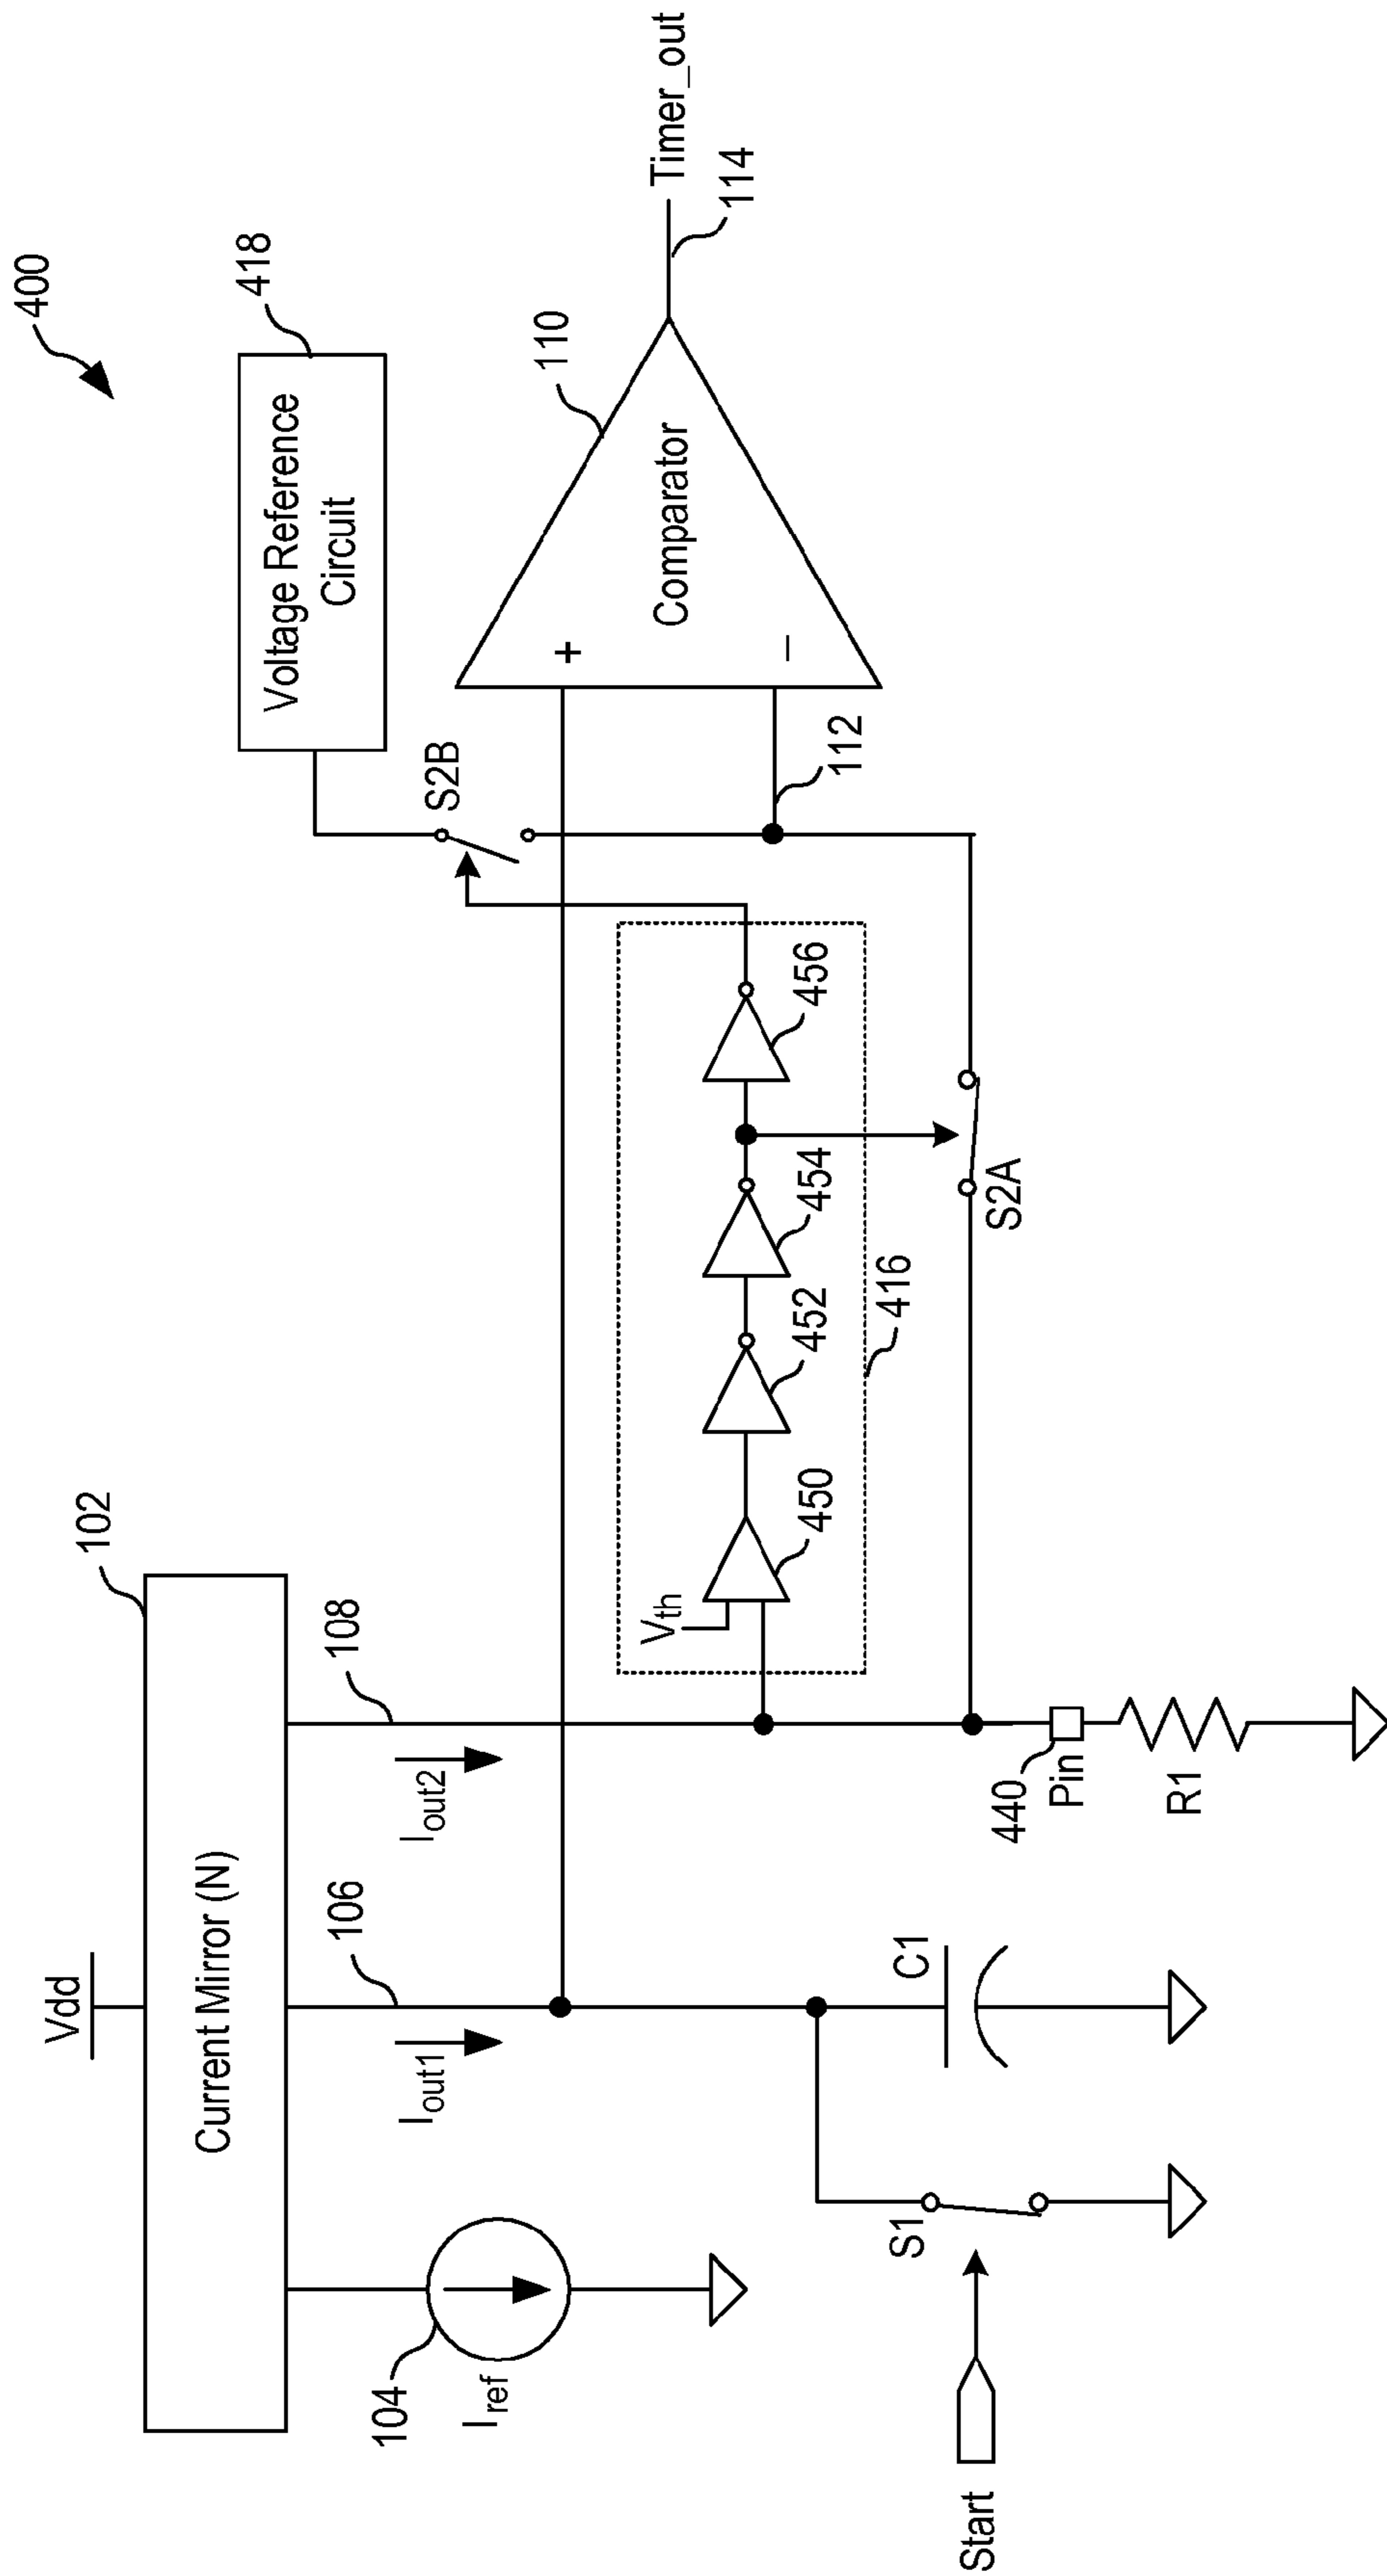 400
Vdd
102
Current Mirror (N)
418
Voltage Reference
Circuit
104
Iref
Iout1
106
Iout2
108
S2B
110
Comparator
+
−
Timer_out
114
112
Vth
450
452
454
456
416
S2A
Start
S1
C1
440
Pin
R1